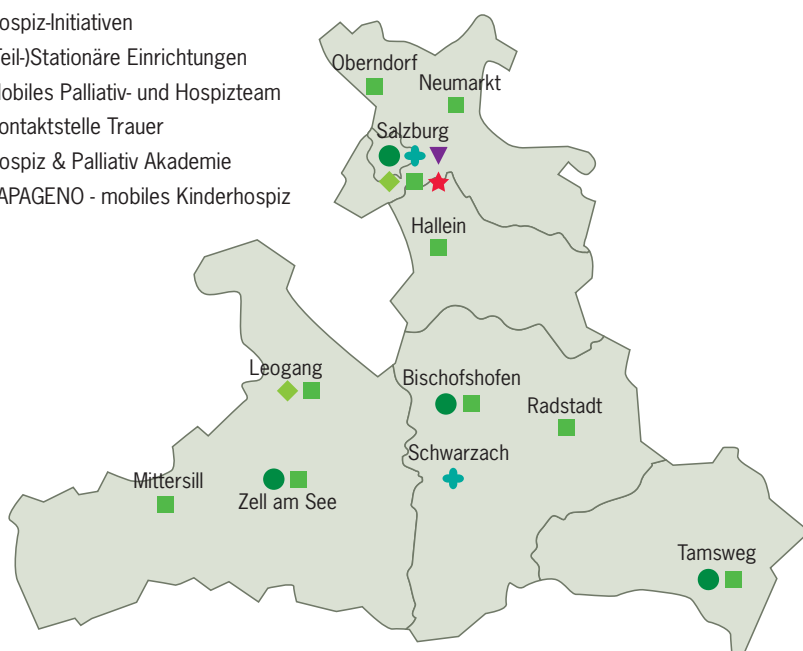 ospiz-Initiativen
Teil-)Stationäre Einrichtungen
obiles Palliativ- und Hospizteam
ontaktstelle Trauer
ospiz & Palliativ Akademie
APAGENO - mobiles Kinderhospiz
Oberndorf
Neumarkt
Salzburg
Hallein
Leogang
Bischofshofen
Radstadt
Schwarzach
Mittersill
Zell am See
Tamsweg